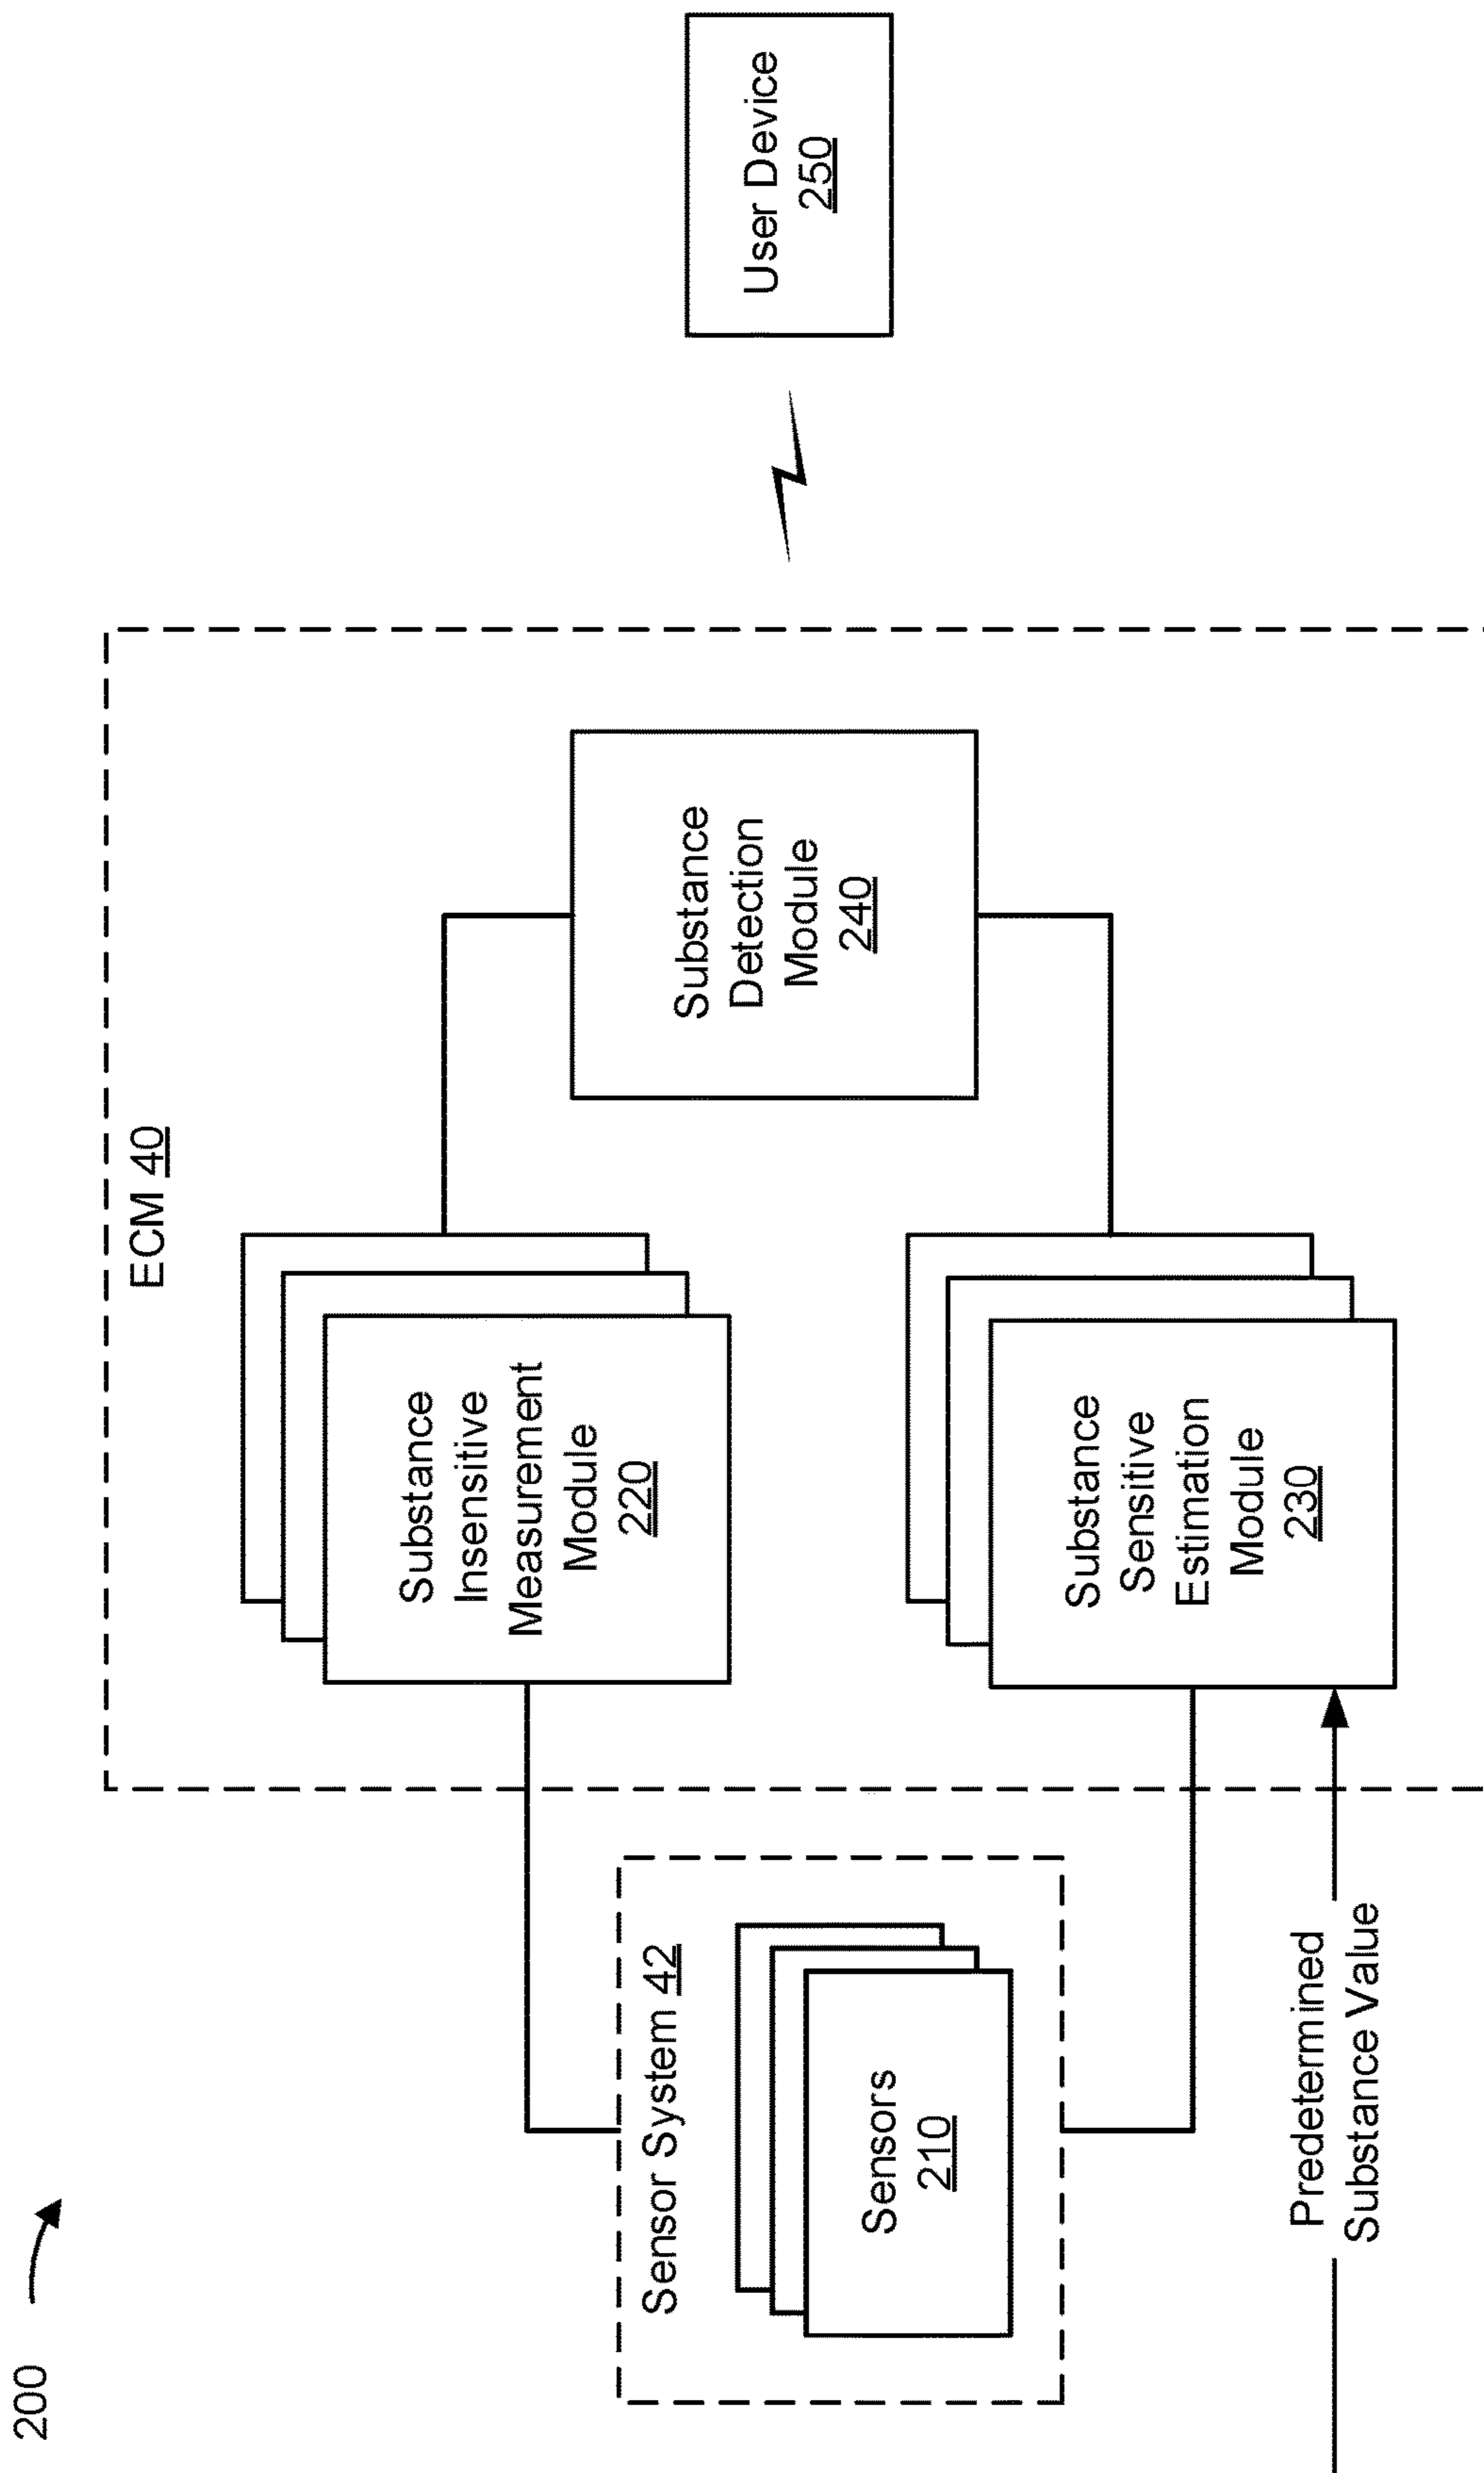 200
ECM 40
Sensor System 42
Sensors
210
Substance
Insensitive
Measurement
Module
220
Substance
Sensitive
Estimation
Module
230
Substance
Detection
Module
240
User Device
250
Predetermined
Substance Value